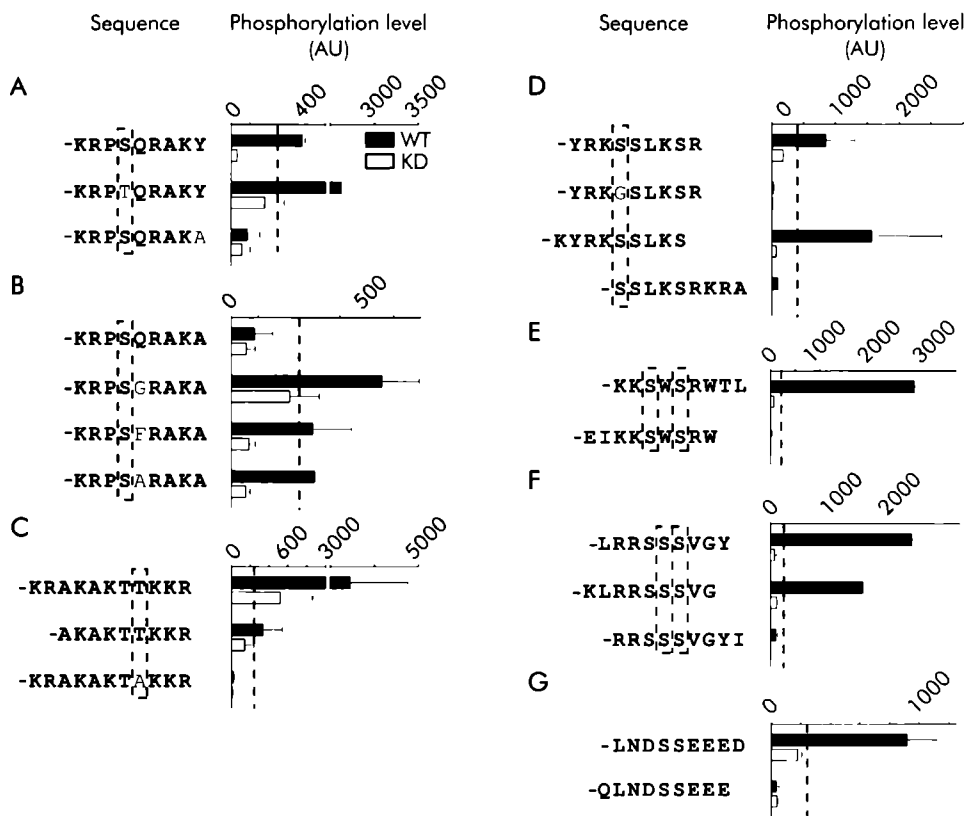 Sequence
Phosphorylation level
(AU)
A
0
400
3000
3500
WT
KD
-KRPSQRAKY
-KRPTQRAKY
-KRPSQRAKA
B
0
500
-KRPSQRAKA
-KRPSGRAKA
-KRPSFRAKA
-KRPSARAKA
C
0
600
3000
5000
-KRAKAKTTKKR
-AKAKTTKKR
-KRAKAKTAKKR
Sequence
Phosphorylation level
(AU)
D
0
1000
2000
-YRKSSLKSR
-YRKGSLKSR
-KYRKSSLKS
-SSLKSRKRA
E
0
1000
2000
3000
-KKSWSRWTL
-EIKKSWSRW
F
0
1000
2000
-LRRSSSVGY
-KLRRSSSVG
-RRSSSVGYI
G
0
1000
-LNDSSEEED
-QLNDSSEEE